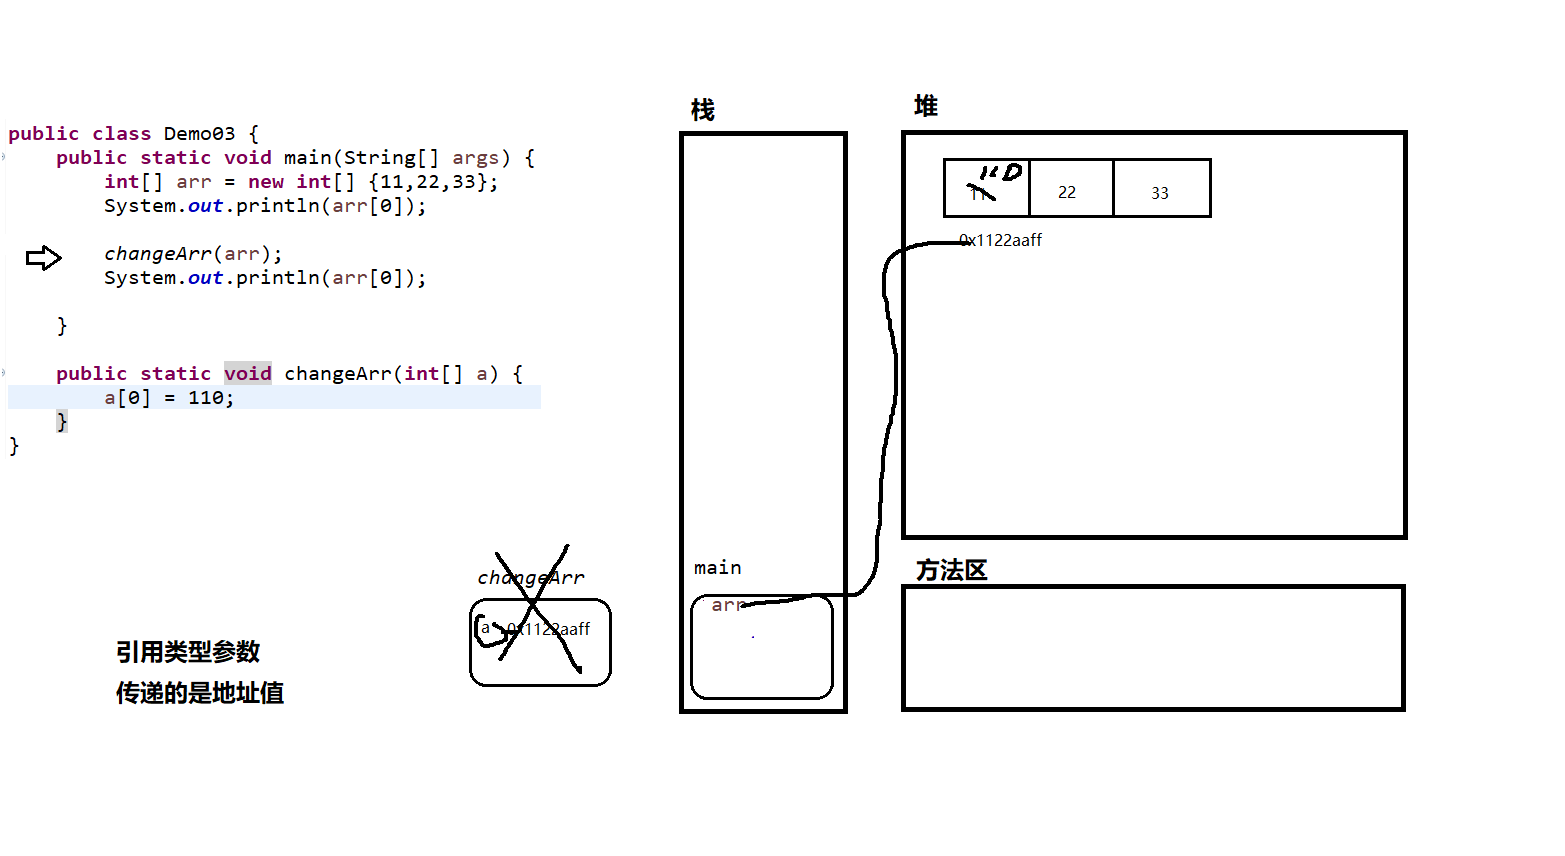 public class Demo03 {
public static void main(String[] args) {
int[] arr = new int[] {11,22,33};
System.out.println(arr[0]);
changeArr(arr);
System.out.println(arr[0]);
}
public static void changeArr(int[] a) {
a[0] = 110;
}
}
changeArr
a 0x1122aaff
引用类型参数
传递的是地址值
栈
main
arr
堆
110
11 22 33
0x1122aaff
方法区